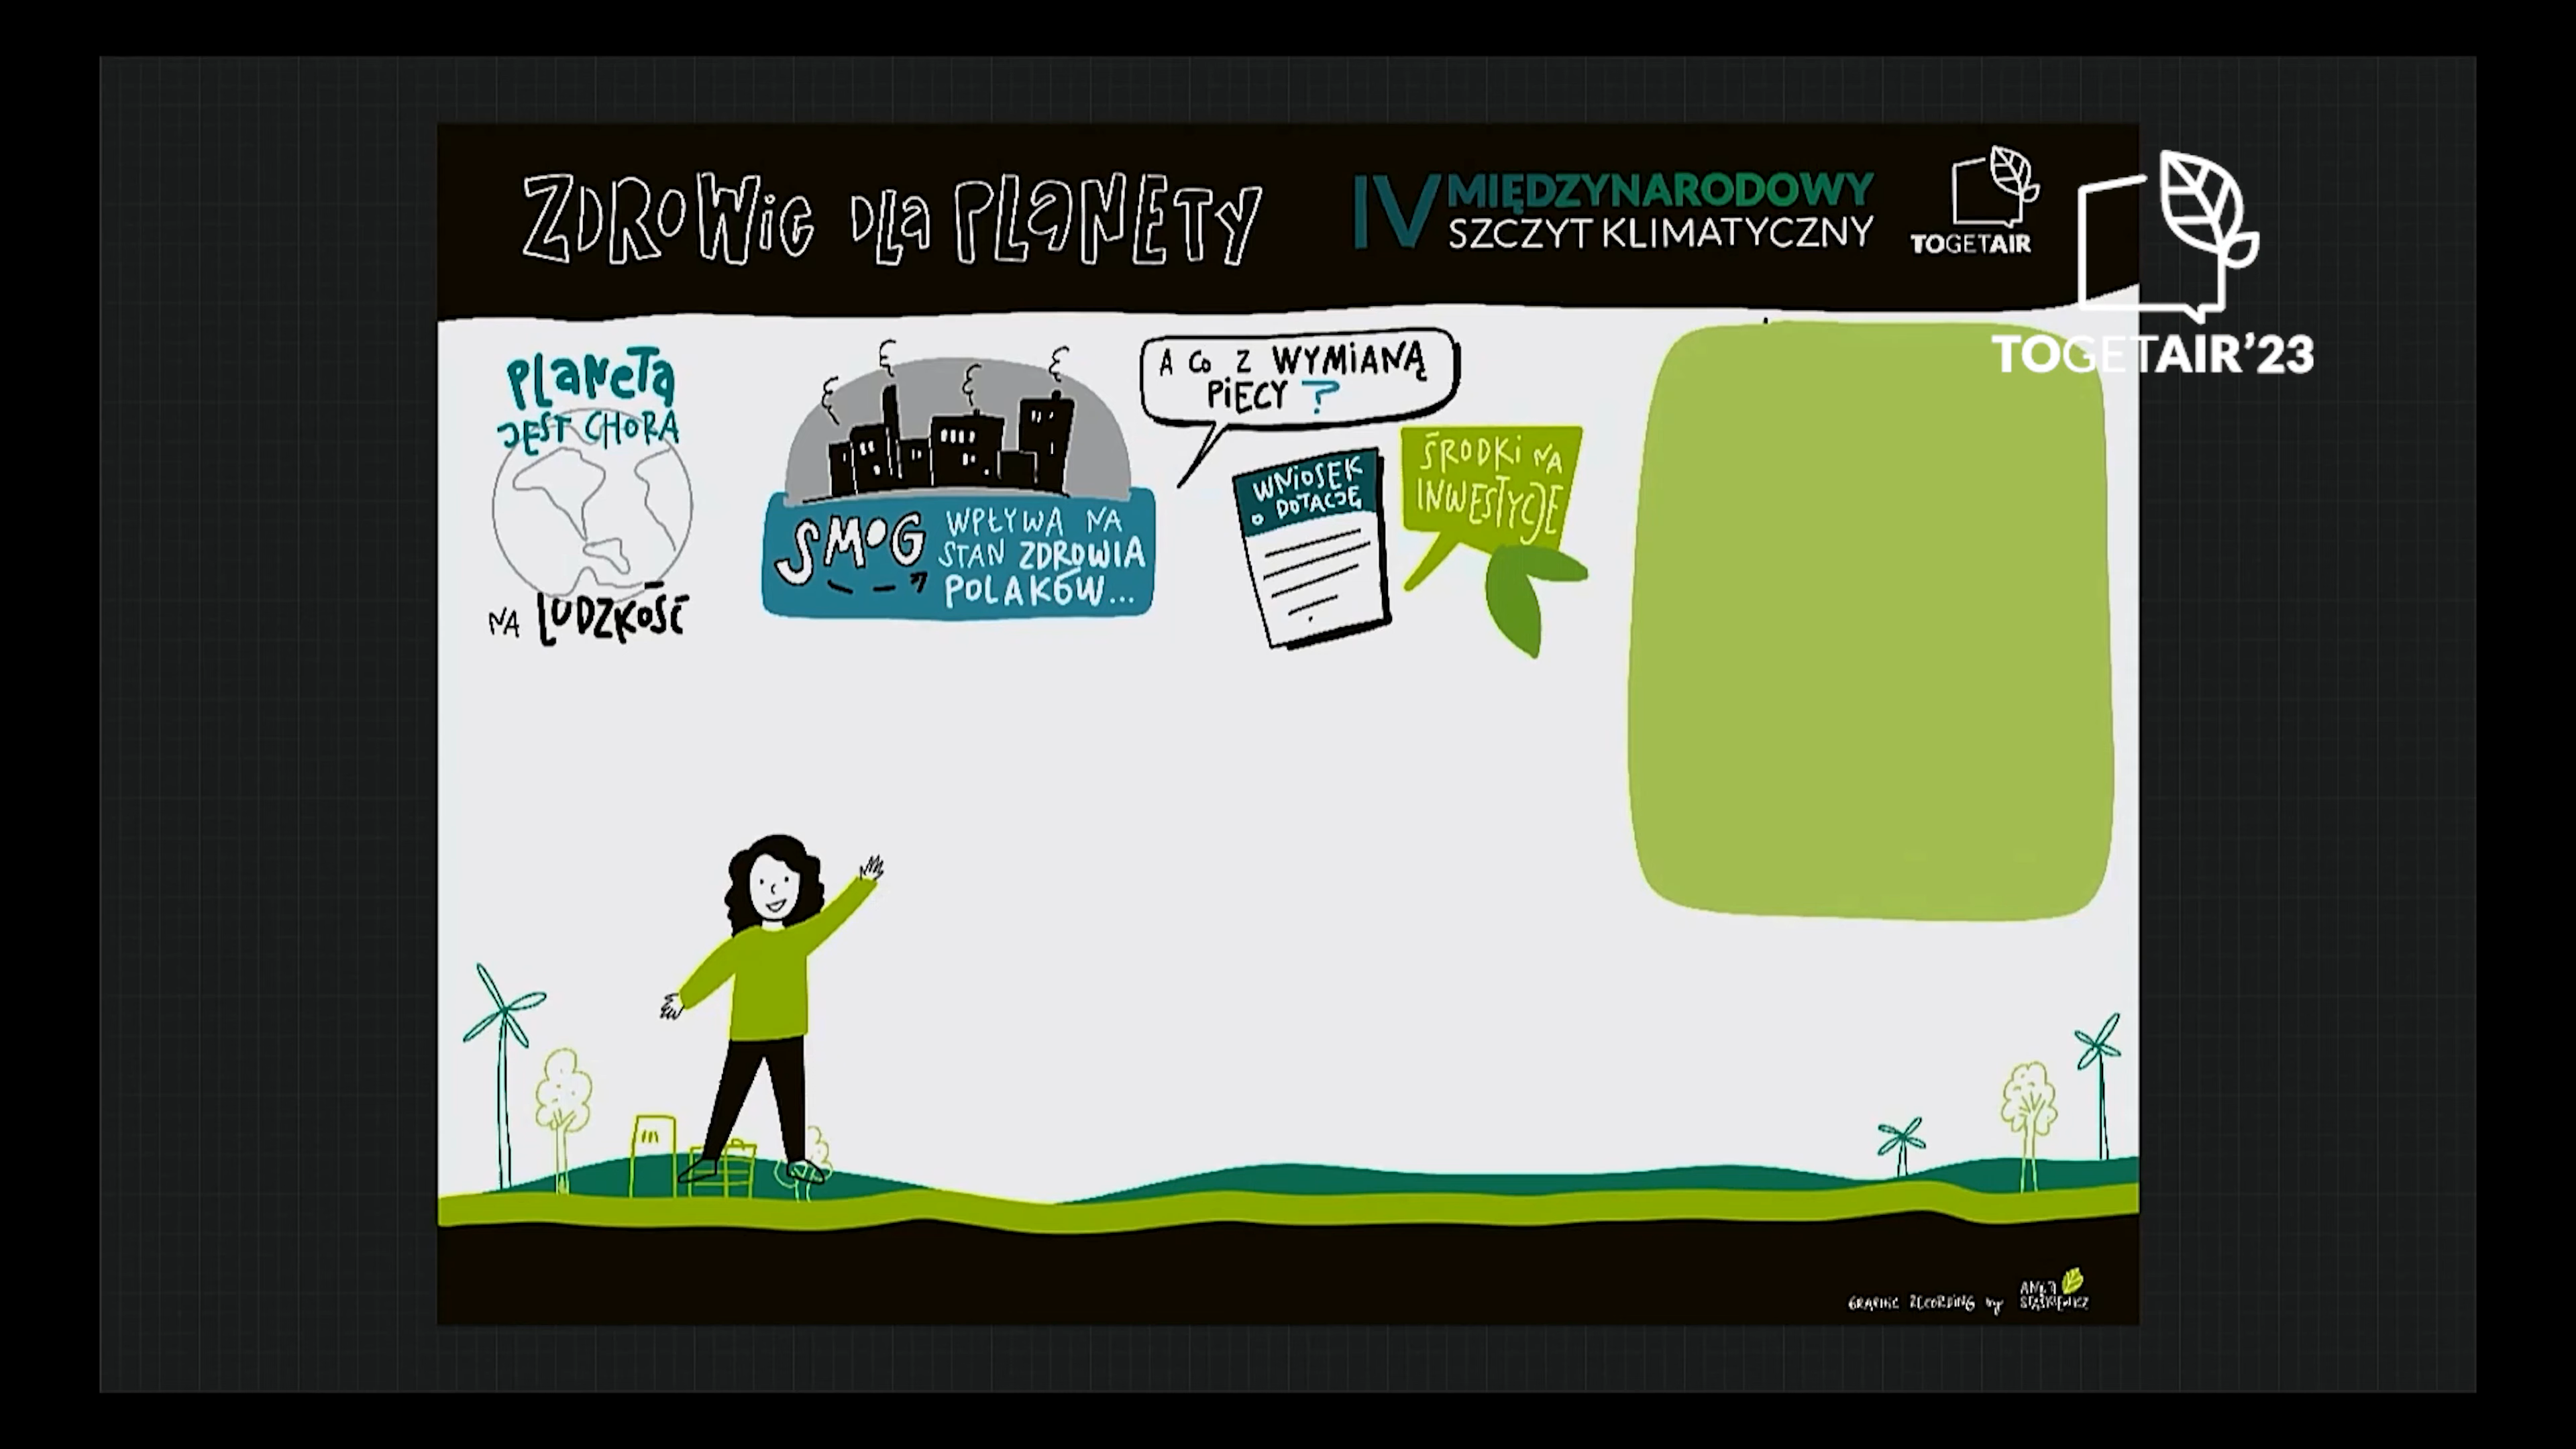 ZDROWIE DLA PLANETY
IV MIĘDZYNARODOWY
SZCZYT KLIMATYCZNY
TOGETAIR
TOGETAIR'23
PLANETA
JEST CHORA
NA LUDZKOŚĆ
SMOG WPŁYWA NA
STAN ZDROWIA
POLAKÓW...
A CO Z WYMIANĄ
PIECY ?
WNIOSEK
O DOTACJĘ
ŚRODKI NA
INWESTYCJE
GRAPHIC RECORDING by